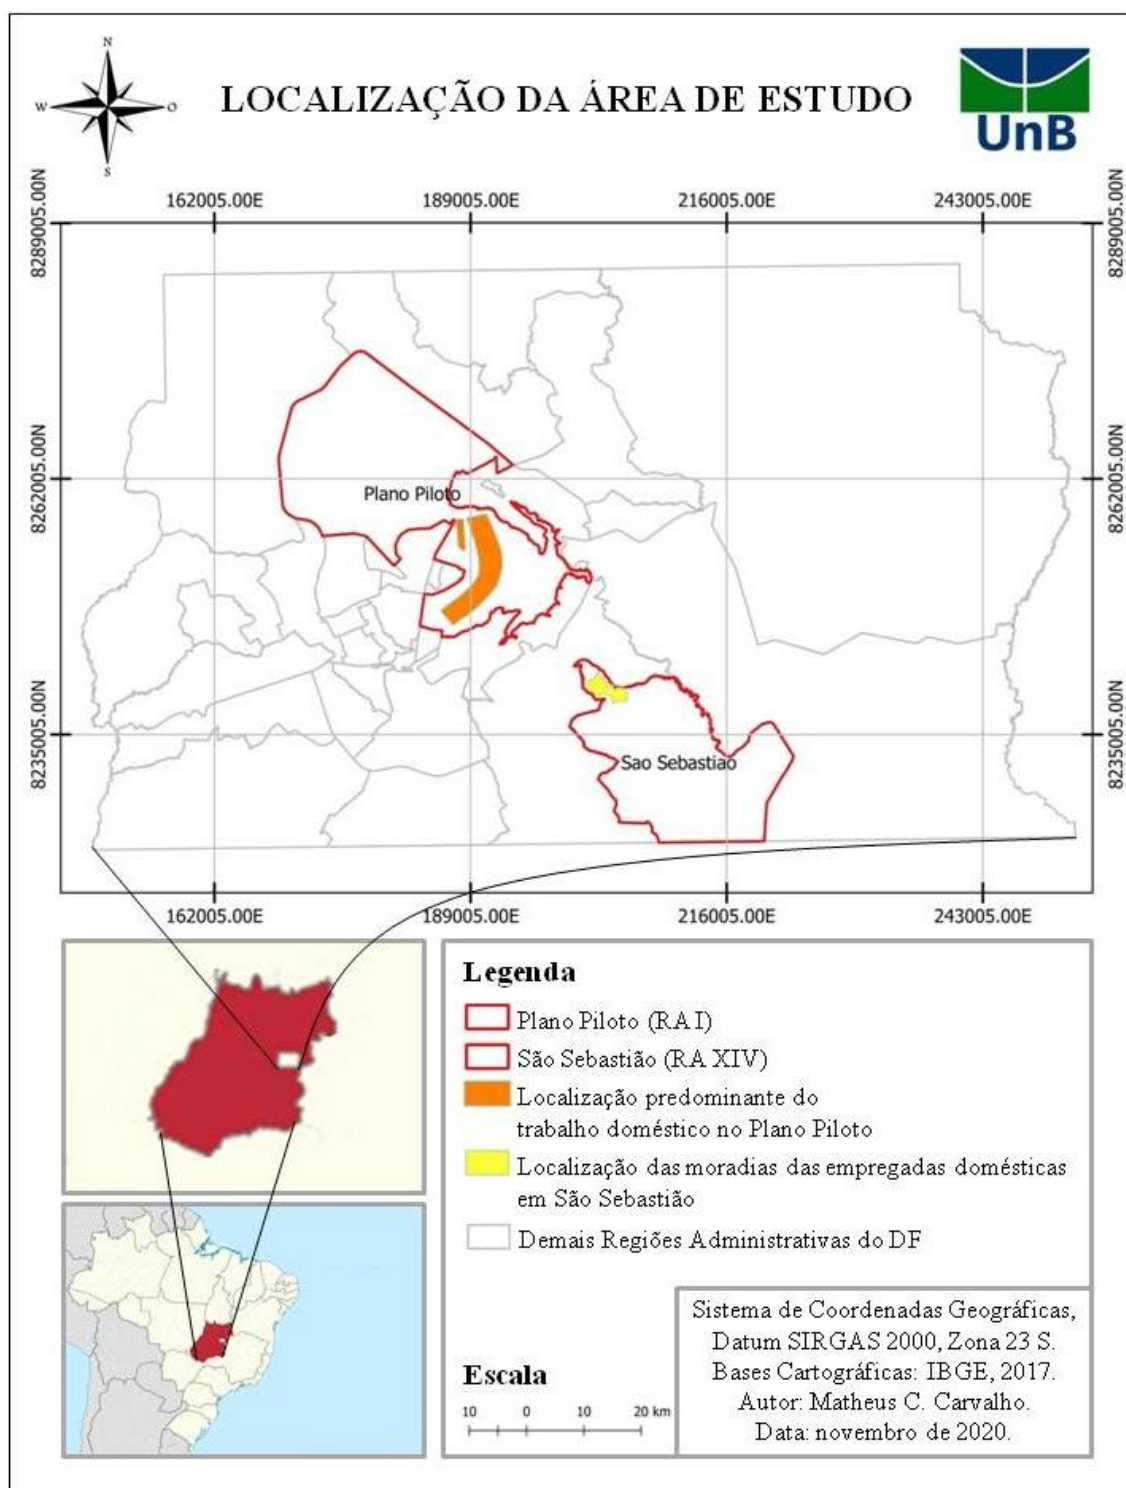 N
W
O
S
LOCALIZAÇÃO DA ÁREA DE ESTUDO
UnB
162005.00E
189005.00E
216005.00E
243005.00E
8289005.00N
8289005.00N
8262005.00N
8262005.00N
Plano Piloto
8235005.00N
8235005.00N
Sao Sebastiao
162005.00E
189005.00E
216005.00E
243005.00E
Legenda
Plano Piloto (RA I)
São Sebastião (RA XIV)
Localização predominante do
trabalho doméstico no Plano Piloto
Localização das moradias das empregadas domésticas
em São Sebastião
Demais Regiões Administrativas do DF
Escala
10 0 10 20 km
Sistema de Coordenadas Geográficas,
Datum SIRGAS 2000, Zona 23 S.
Bases Cartográficas: IBGE, 2017.
Autor: Matheus C. Carvalho.
Data: novembro de 2020.